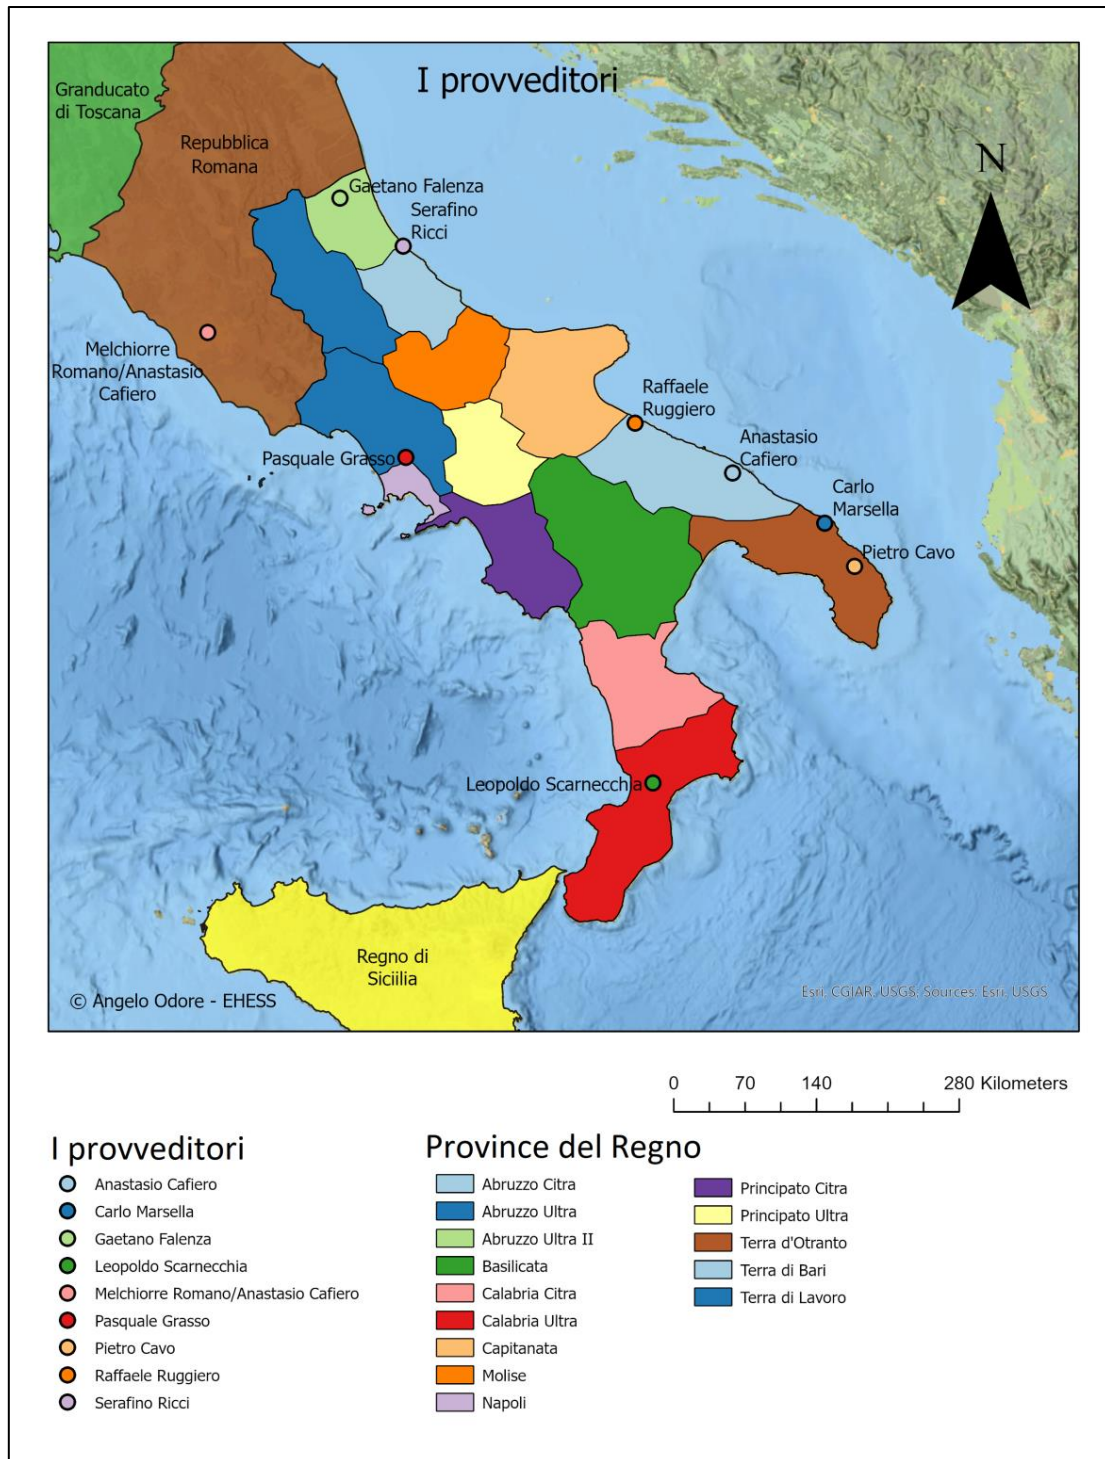 I provveditori
Granducato
di Toscana
Repubblica
Romana
N
Gaetano Falenza
Serafino
Ricci
Melchiorre
Romano/Anastasio
Cafiero
Raffaele
Ruggiero
Pasquale Grasso
Anastasio
Cafiero
Carlo
Marsella
Pietro Cavo
Leopoldo Scarnecchia
Regno di
Siciilia
© Angelo Odore - EHESS
Esri, CGIAR, USGS, Sources: Esri, USGS
0 70 140 280 Kilometers
I provveditori
Anastasio Cafiero
Carlo Marsella
Gaetano Falenza
Leopoldo Scarnecchia
Melchiorre Romano/Anastasio Cafiero
Pasquale Grasso
Pietro Cavo
Raffaele Ruggiero
Serafino Ricci
Province del Regno
Abruzzo Citra
Abruzzo Ultra
Abruzzo Ultra II
Basilicata
Calabria Citra
Calabria Ultra
Capitanata
Molise
Napoli
Principato Citra
Principato Ultra
Terra d'Otranto
Terra di Bari
Terra di Lavoro